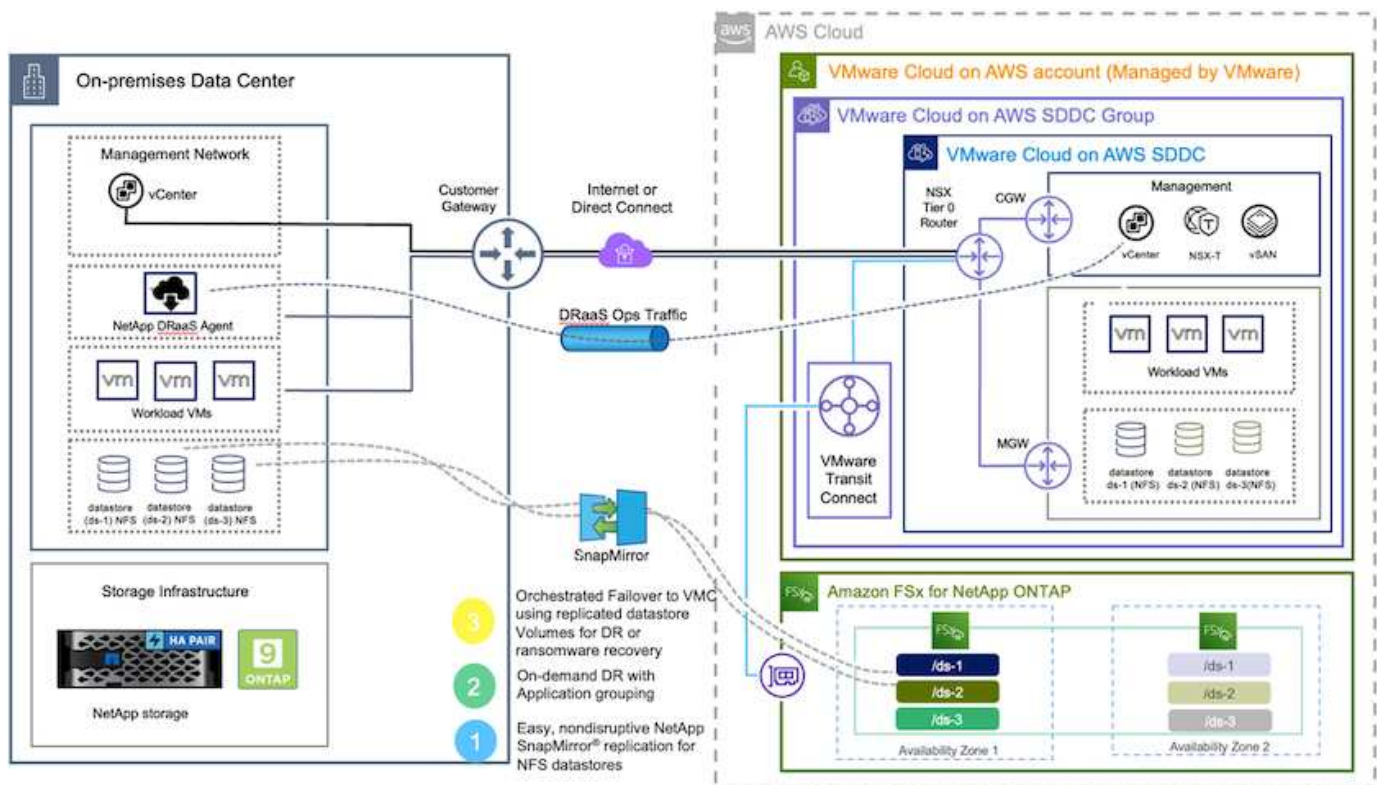 aws
AWS Cloud
On-premises Data Center
Management Network
vCenter
NetApp DRaaS Agent
vm
vm
vm
Workload VMs
datastore
(ds-1) NFS
datastore
(ds-2) NFS
datastore
(ds-3) NFS
Storage Infrastructure
HA PAIR
9
ONTAP
NetApp storage
Customer
Gateway
Internet or
Direct Connect
DRaaS Ops Traffic
SnapMirror
3
Orchestrated Failover to VMC
using replicated datastore
Volumes for DR or
ransomware recovery
2
On-demand DR with
Application grouping
1
Easy, nondisruptive NetApp
SnapMirror® replication for
NFS datastores
VMware Cloud on AWS account (Managed by VMware)
VMware Cloud on AWS SDDC Group
VMware Cloud on AWS SDDC
NSX
Tier 0
Router
CGW
Management
vCenter
T
NSX-T
vSAN
vm
vm
vm
Workload VMs
MGW
datastore
ds-1 (NFS)
datastore
ds-2 (NFS)
datastore
ds-3(NFS)
VMware
Transit
Connect
FSx
Amazon FSx for NetApp ONTAP
FSx
/ds-1
/ds-2
/ds-3
Availability Zone 1
FSx
/ds-1
/ds-2
/ds-3
Availability Zone 2